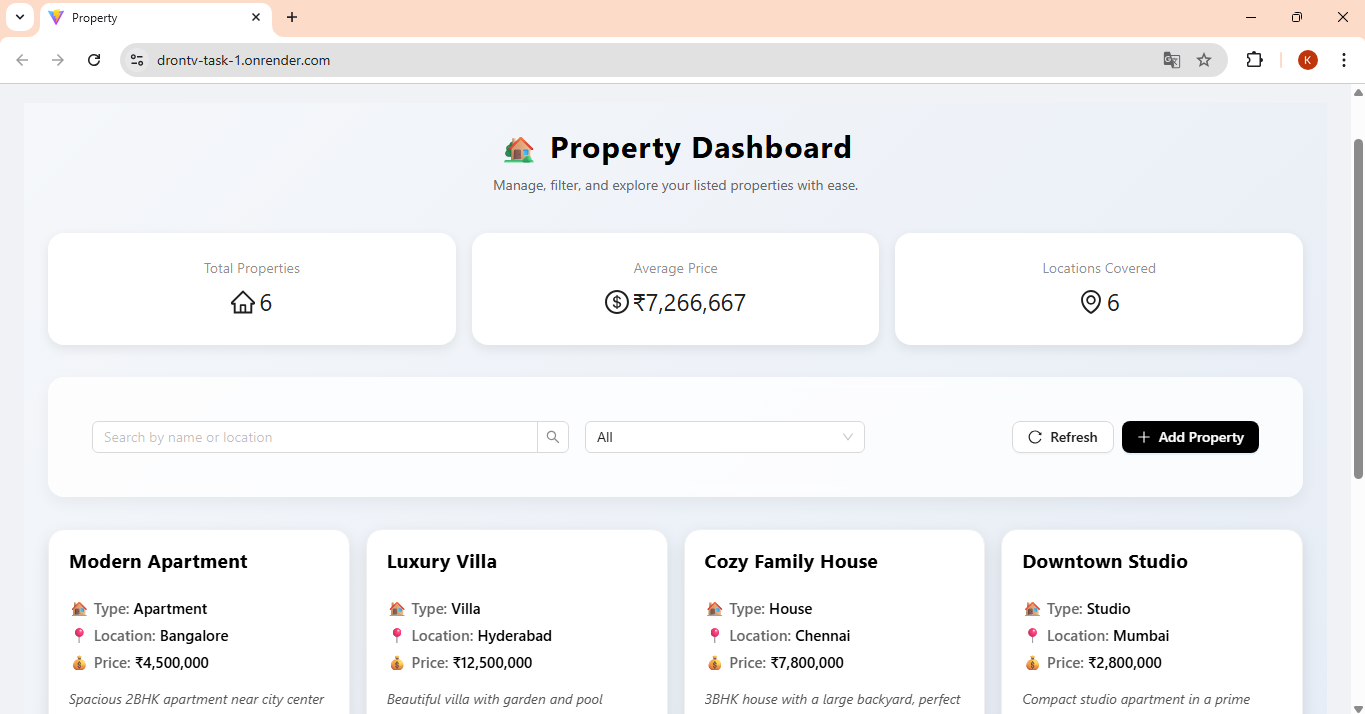 Property
drontv-task-1.onrender.com
K
Property Dashboard
Manage, filter, and explore your listed properties with ease.
Total Properties
6
Average Price
$ ₹7,266,667
Locations Covered
6
Search by name or location
All
Refresh
+ Add Property
Modern Apartment
Type: Apartment
Location: Bangalore
Price: ₹4,500,000
Spacious 2BHK apartment near city center
Luxury Villa
Type: Villa
Location: Hyderabad
Price: ₹12,500,000
Beautiful villa with garden and pool
Cozy Family House
Type: House
Location: Chennai
Price: ₹7,800,000
3BHK house with a large backyard, perfect
Downtown Studio
Type: Studio
Location: Mumbai
Price: ₹2,800,000
Compact studio apartment in a prime